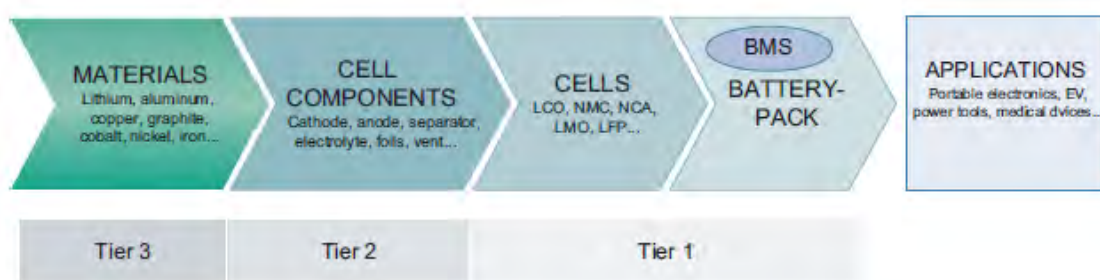 MATERIALS
Lithium, aluminum,
copper, graphite,
cobalt, nickel, iron...
CELL
COMPONENTS
Cathode, anode, separator,
electrolyte, foils, vent...
CELLS
LCO, NMC, NCA,
LMO, LFP...
BMS
BATTERY-
PACK
APPLICATIONS
Portable electronics, EV,
power tools, medical dvices...
Tier 3
Tier 2
Tier 1